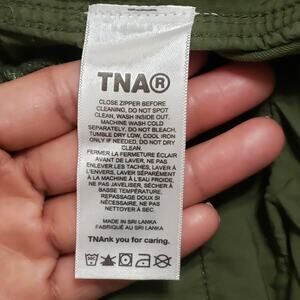 TNA®
CLOSE ZIPPER BEFORE
CLEANING, DO NOT SPOT
CLEAN, WASH INSIDE OUT,
MACHINE WASH COLD
SEPARATELY, DO NOT BLEACH,
TUMBLE DRY LOW, COOL IRON
ONLY IF NEEDED, DO NOT DRY
CLEAN.
FERMER LA FERMETURE ÉCLAIR
AVANT DE LAVER, NE PAS
ENLEVER LES TACHES, LAVER À
L'ENVERS, LAVER SÉPARÉMENT
À LA MACHINE À L'EAU FROIDE,
NE PAS JAVELISER, SÉCHER À
BASSE TEMPÉRATURE,
REPASSAGE DOUX SI
NÉCESSAIRE, NE PAS
NETTOYER À SEC.
MADE IN SRI LANKA
FABRIQUÉ AU SRI LANKA
TNAnk you for caring.